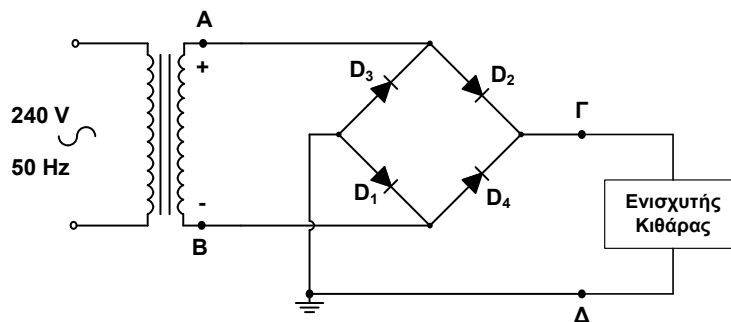 A
+
D₃
D₂
Γ
240 V
50 Hz
D₁
D₄
-
B
Ενισχυτής
Κιθάρας
Δ